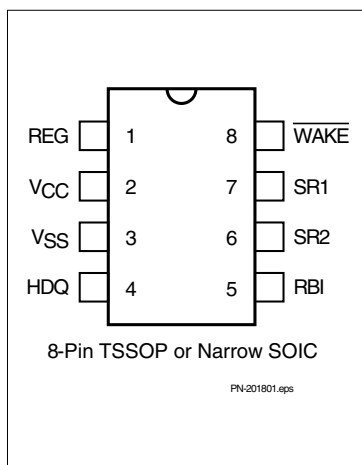 REG 1 8 WAKE
VCC 2 7 SR1
VSS 3 6 SR2
HDQ 4 5 RBI
8-Pin TSSOP or Narrow SOIC
PN-201801.eps